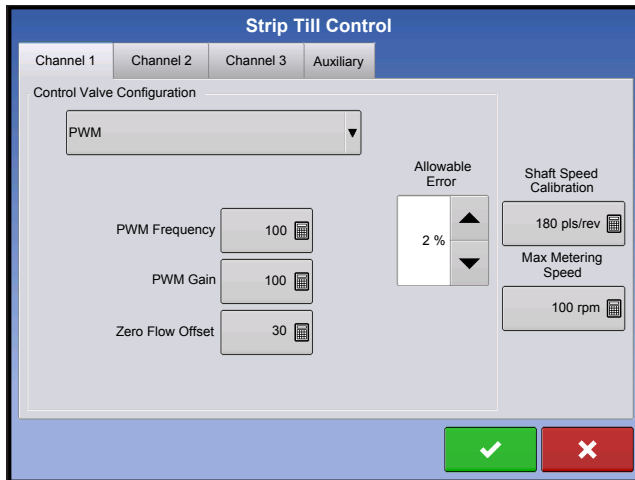 Strip Till Control
Channel 1
Channel 2
Channel 3
Auxiliary
Control Valve Configuration
PWM
PWM Frequency
100
PWM Gain
100
Zero Flow Offset
30
Allowable
Error
2 %
Shaft Speed
Calibration
180 pls/rev
Max Metering
Speed
100 rpm